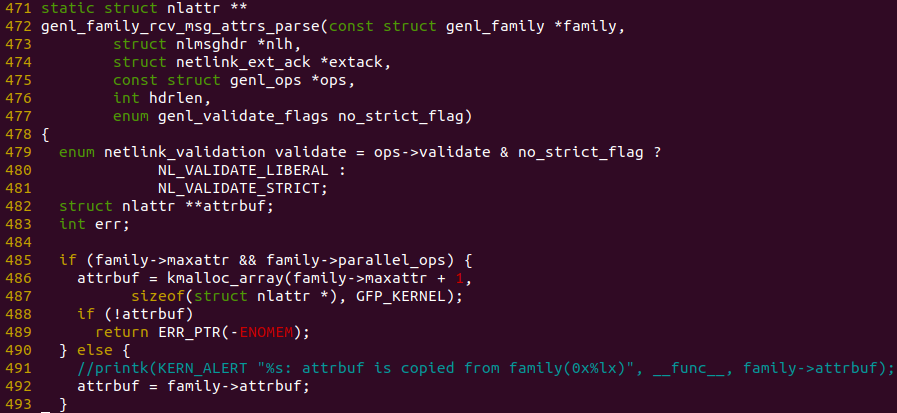 471 static struct nlattr **
472 genl_family_rcv_msg_attrs_parse(const struct genl_family *family,
473         struct nlmsghdr *nlh,
474         struct netlink_ext_ack *extack,
475         const struct genl_ops *ops,
476         int hdrlen,
477         enum genl_validate_flags no_strict_flag)
478 {
479   enum netlink_validation validate = ops->validate & no_strict_flag ?
480              NL_VALIDATE_LIBERAL :
481              NL_VALIDATE_STRICT;
482   struct nlattr **attrbuf;
483   int err;
484
485   if (family->maxattr && family->parallel_ops) {
486     attrbuf = kmalloc_array(family->maxattr + 1,
487           sizeof(struct nlattr *), GFP_KERNEL);
488     if (!attrbuf)
489       return ERR_PTR(-ENOMEM);
490   } else {
491     //printk(KERN_ALERT "%s: attrbuf is copied from family(0x%lx)", __func__, family->attrbuf);
492     attrbuf = family->attrbuf;
493   }